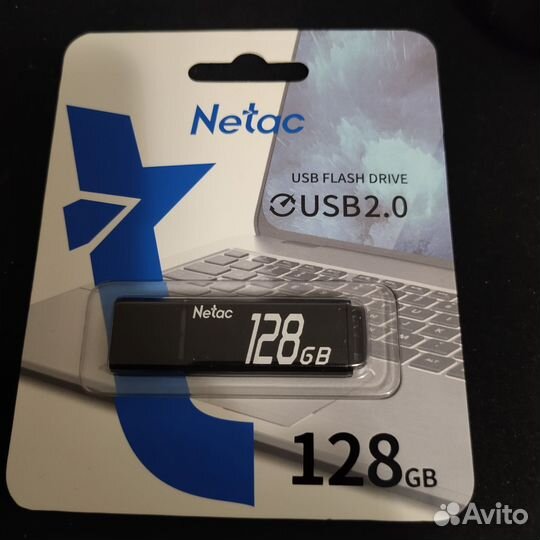 Netac
USB FLASH DRIVE
USB2.0
Netac
128GB
128GB
Avito